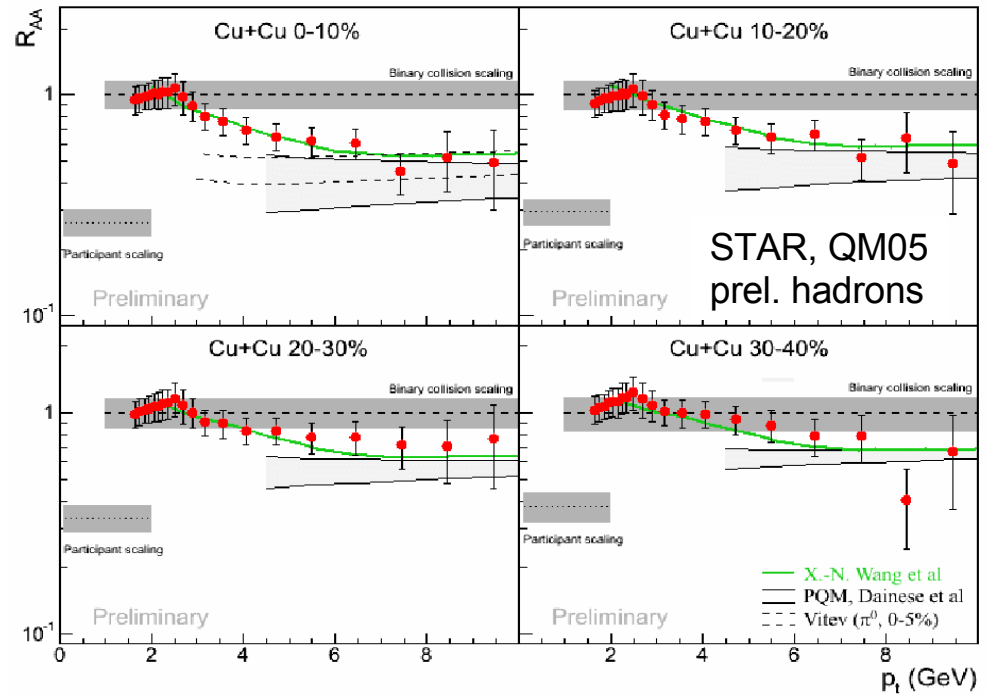 R_AA
Cu+Cu 0-10%
Binary collision scaling
1
Participant scaling
Preliminary
10^-1
Cu+Cu 10-20%
Binary collision scaling
Participant scaling
STAR, QM05
prel. hadrons
Preliminary
Cu+Cu 20-30%
Binary collision scaling
1
Participant scaling
Preliminary
10^-1
0 2 4 6 8
Cu+Cu 30-40%
Binary collision scaling
Participant scaling
X.-N. Wang et al
PQM, Dainese et al
Vitev (π^0, 0-5%)
Preliminary
0 2 4 6 8
p_t (GeV)